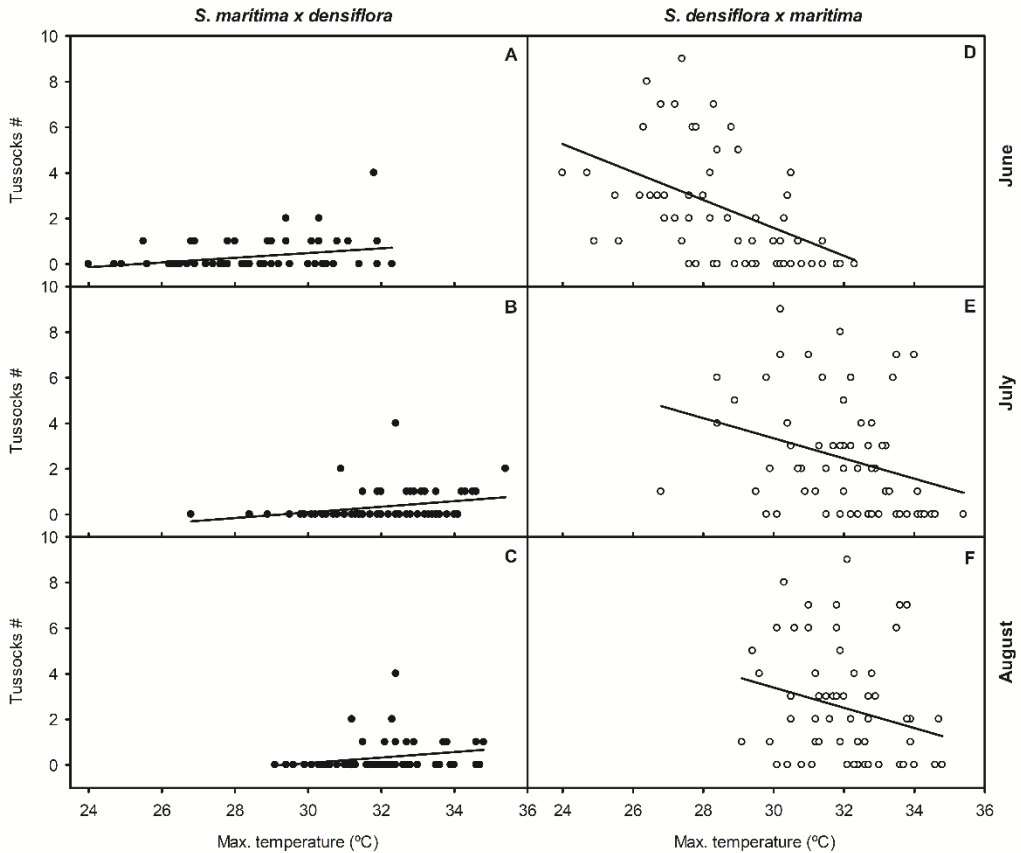 S. marítima x densiflora
S. densiflora x maritima
10
8
6
4
2
0
Tussocks #
A
D
June
10
8
6
4
2
0
Tussocks #
B
E
July
10
8
6
4
2
0
Tussocks #
C
F
August
24 26 28 30 32 34 36
24 26 28 30 32 34 36
Max. temperature (ºC)
Max. temperature (ºC)